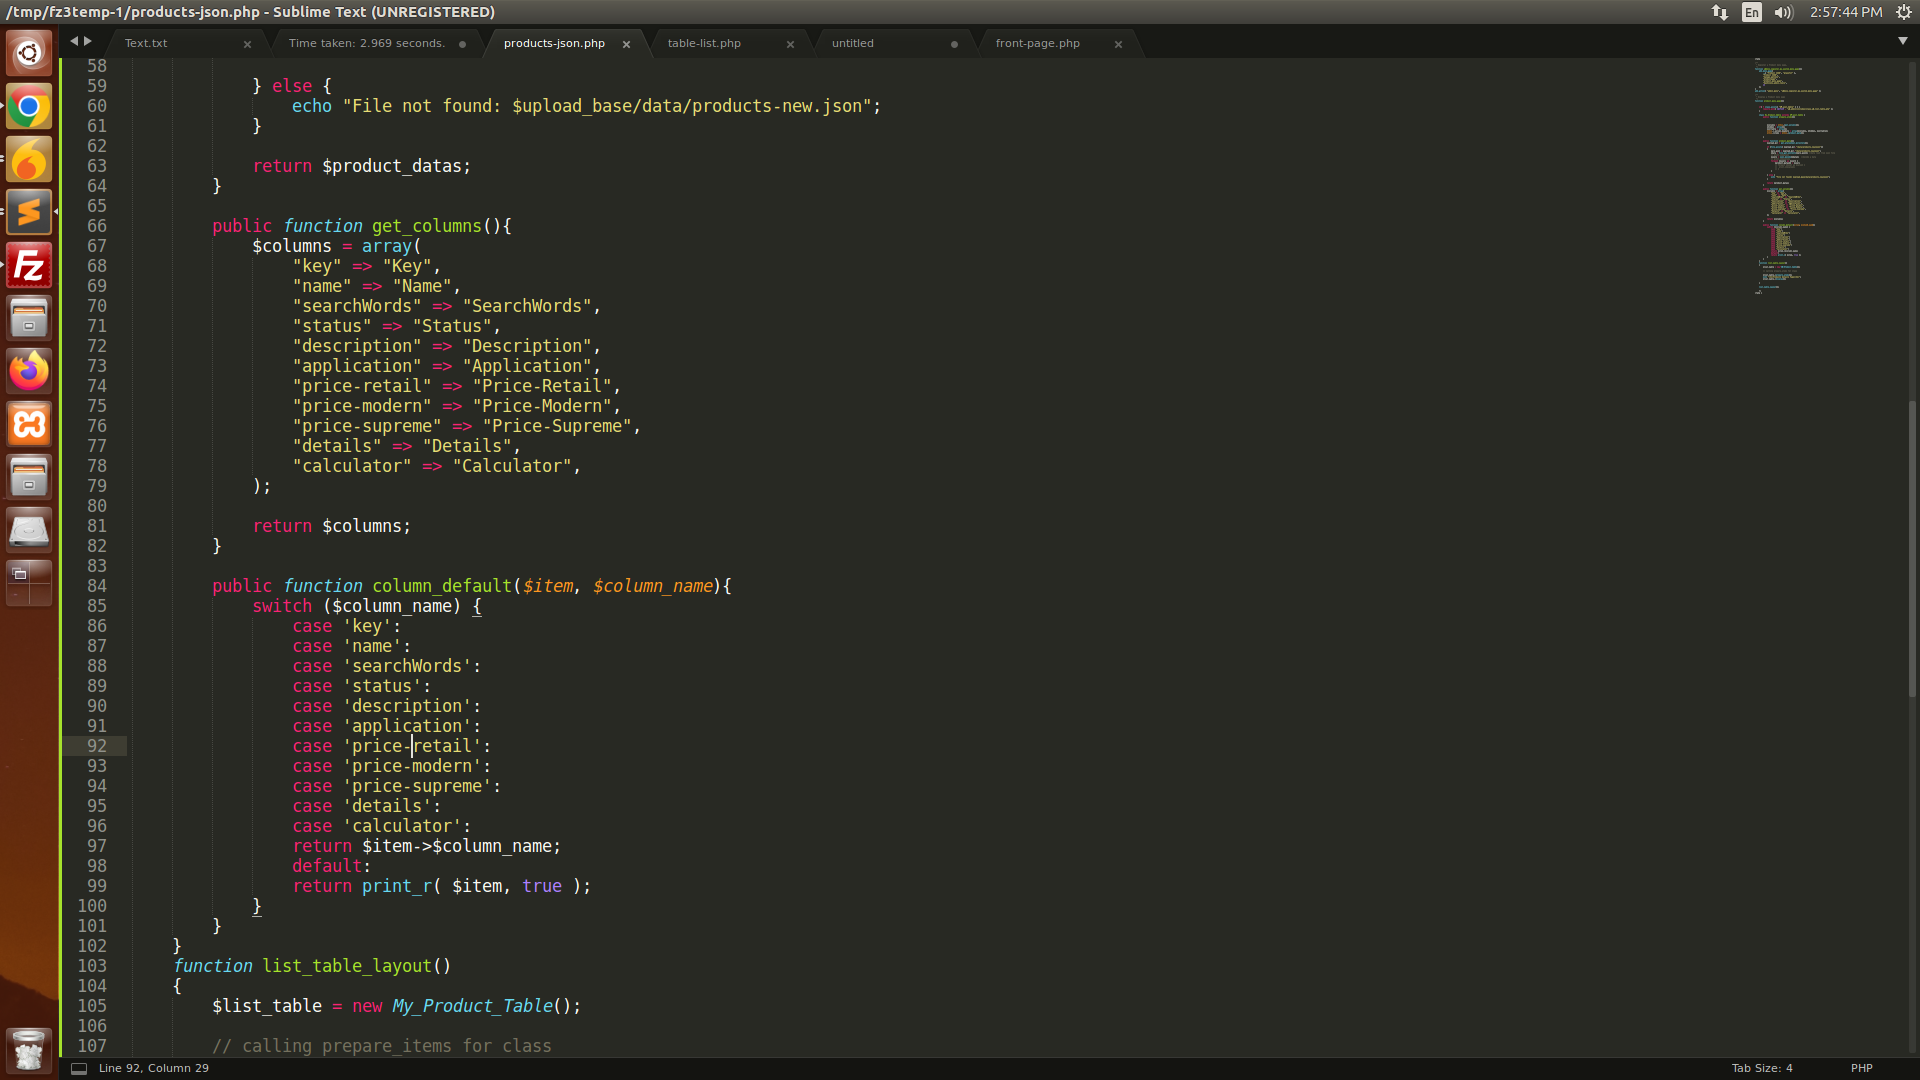 /tmp/fz3temp-1/products-json.php - Sublime Text (UNREGISTERED)
En
2:57:44 PM
Text.txt
Time taken: 2.969 seconds.
products-json.php
table-list.php
untitled
front-page.php
58
59 } else {
60 echo "File not found: $upload_base/data/products-new.json";
61 }
62
63 return $product_datas;
64 }
65
66 public function get_columns(){
67 $columns = array(
68 "key" => "Key",
69 "name" => "Name",
70 "searchWords" => "SearchWords",
71 "status" => "Status",
72 "description" => "Description",
73 "application" => "Application",
74 "price-retail" => "Price-Retail",
75 "price-modern" => "Price-Modern",
76 "price-supreme" => "Price-Supreme",
77 "details" => "Details",
78 "calculator" => "Calculator",
79 );
80
81 return $columns;
82 }
83
84 public function column_default($item, $column_name){
85 switch ($column_name) {
86 case 'key':
87 case 'name':
88 case 'searchWords':
89 case 'status':
90 case 'description':
91 case 'application':
92 case 'price-retail':
93 case 'price-modern':
94 case 'price-supreme':
95 case 'details':
96 case 'calculator':
97 return $item->$column_name;
98 default:
99 return print_r( $item, true );
100 }
101 }
102 }
103 function list_table_layout()
104 {
105 $list_table = new My_Product_Table();
106
107 // calling prepare_items for class
Line 92, Column 29
Tab Size: 4
PHP